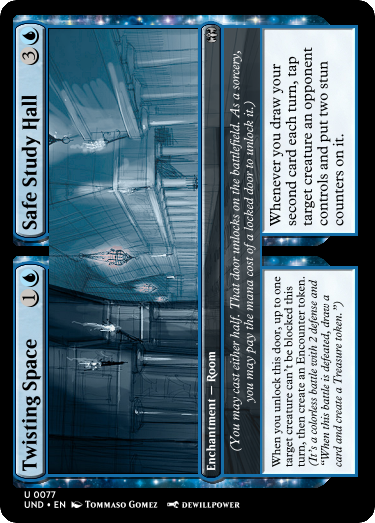 Twisting Space 1
When you unlock this door, up to one
target creature can't be blocked this
turn, then create an Encounter token.
(It's a colorless battle with 2 defense and
"When this battle is defeated, draw a
card and create a Treasure token.")
Safe Study Hall 3
Whenever you draw your
second card each turn, tap
target creature an opponent
controls and put two stun
counters on it.
Enchantment — Room
(You may cast either half. That door unlocks on the battlefield. As a sorcery,
you may pay the mana cost of a locked door to unlock it.)
U 0077
UND • EN Tommaso Gomez DEWILLPOWER